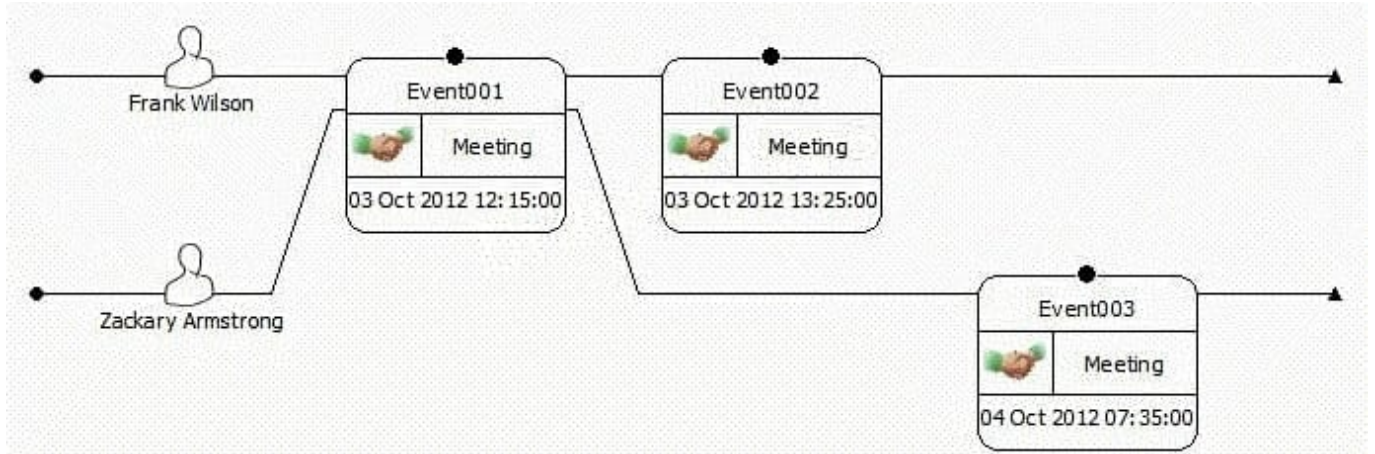 Frank Wilson
Event001
Meeting
03 Oct 2012 12:15:00
Event002
Meeting
03 Oct 2012 13:25:00
Zackary Armstrong
Event003
Meeting
04 Oct 2012 07:35:00